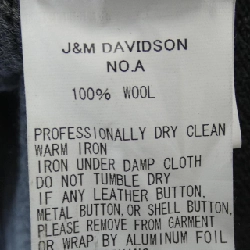 J&M DAVIDSON
NO.A
100% WOOL
PROFESSIONALLY DRY CLEAN
WARM IRON
IRON UNDER DAMP CLOTH
DO NOT TUMBLE DRY
IF ANY LEATHER BUTTON,
METAL BUTTON, OR SHELL BUTTON,
PLEASE REMOVE FROM GARMENT
OR WRAP BY ALUMINUM FOIL